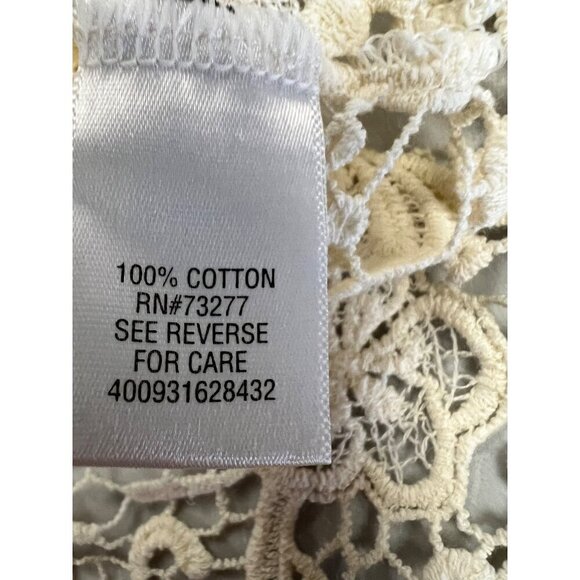 100% COTTON
RN#73277
SEE REVERSE
FOR CARE
400931628432